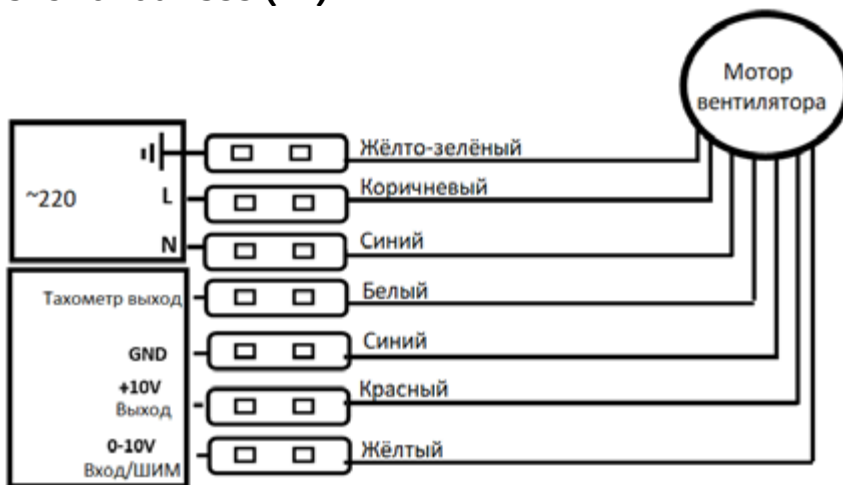 Мотор
вентилятора
Жёлто-зелёный
~220
L
Коричневый
N
Синий
Тахометр выход
Белый
GND
Синий
+10V
Выход
Красный
0-10V
Вход/ШИМ
Жёлтый